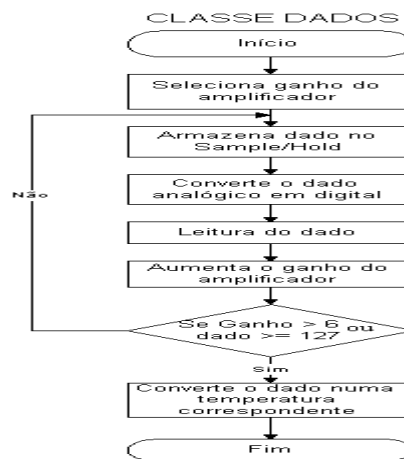 CLASSE DADOS
Início
Seleciona ganho do
amplificador
Armazena dado no
Sample/Hold
Converte o dado
analógico em digital
Leitura do dado
Aumenta o ganho do
amplificador
Não
Se Ganho > 6 ou
dado >= 127
Sim
Converte o dado numa
temperatura
correspondente
Fim